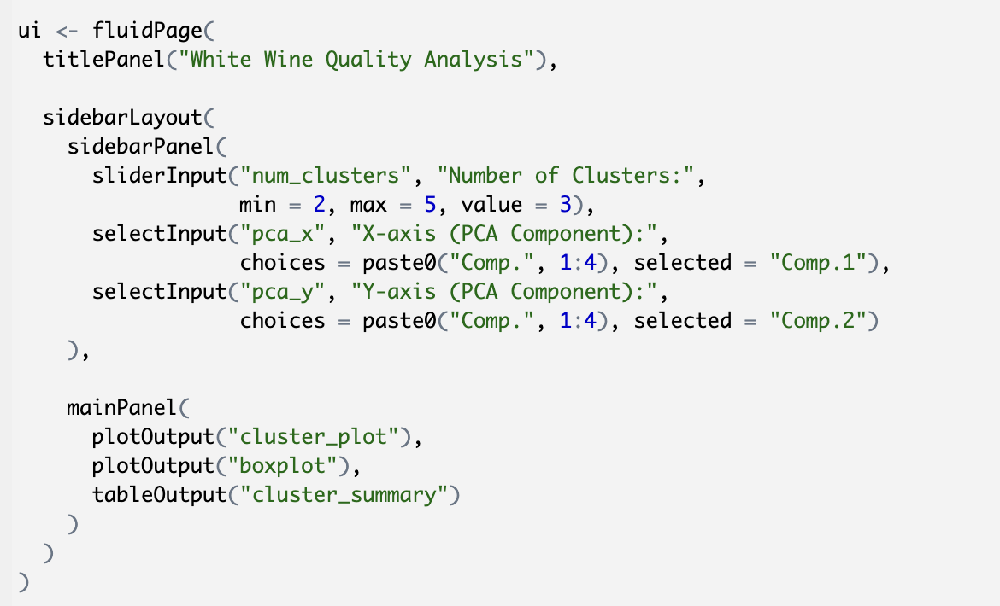 ui <- fluidPage(
  titlePanel("White Wine Quality Analysis"),

  sidebarLayout(
    sidebarPanel(
      sliderInput("num_clusters", "Number of Clusters:",
                  min = 2, max = 5, value = 3),
      selectInput("pca_x", "X-axis (PCA Component):",
                  choices = paste0("Comp.", 1:4), selected = "Comp.1"),
      selectInput("pca_y", "Y-axis (PCA Component):",
                  choices = paste0("Comp.", 1:4), selected = "Comp.2")
    ),

    mainPanel(
      plotOutput("cluster_plot"),
      plotOutput("boxplot"),
      tableOutput("cluster_summary")
    )
  )
)